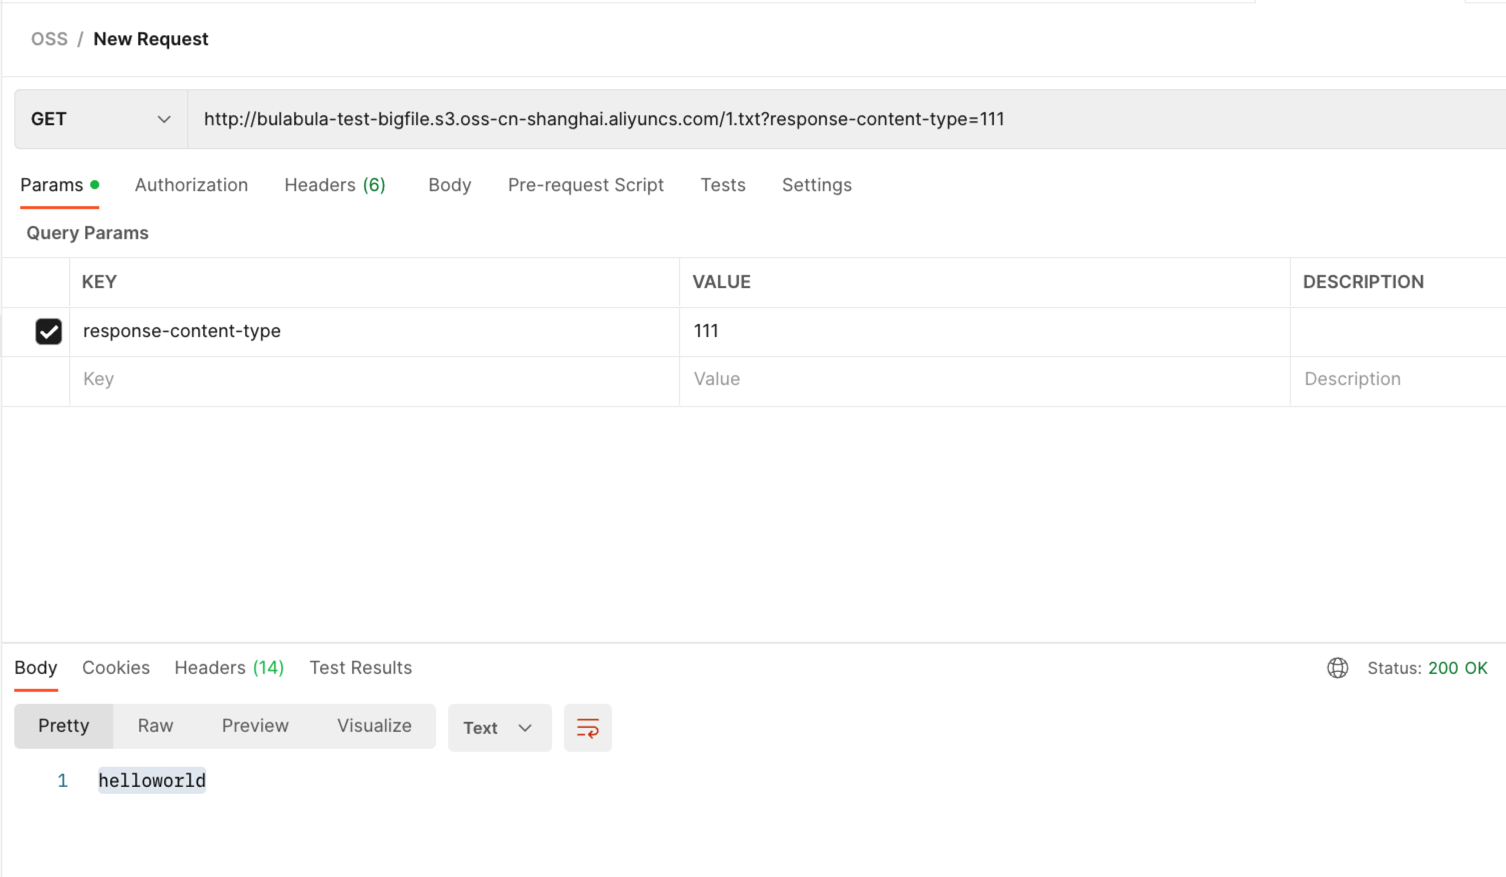 OSS / New Request
GET http://bulabula-test-bigfile.s3.oss-cn-shanghai.aliyuncs.com/1.txt?response-content-type=111
Params Authorization Headers (6) Body Pre-request Script Tests Settings
Query Params
KEY VALUE DESCRIPTION
response-content-type 111
Key Value Description
Body Cookies Headers (14) Test Results Status: 200 OK
Pretty Raw Preview Visualize Text
1 helloworld